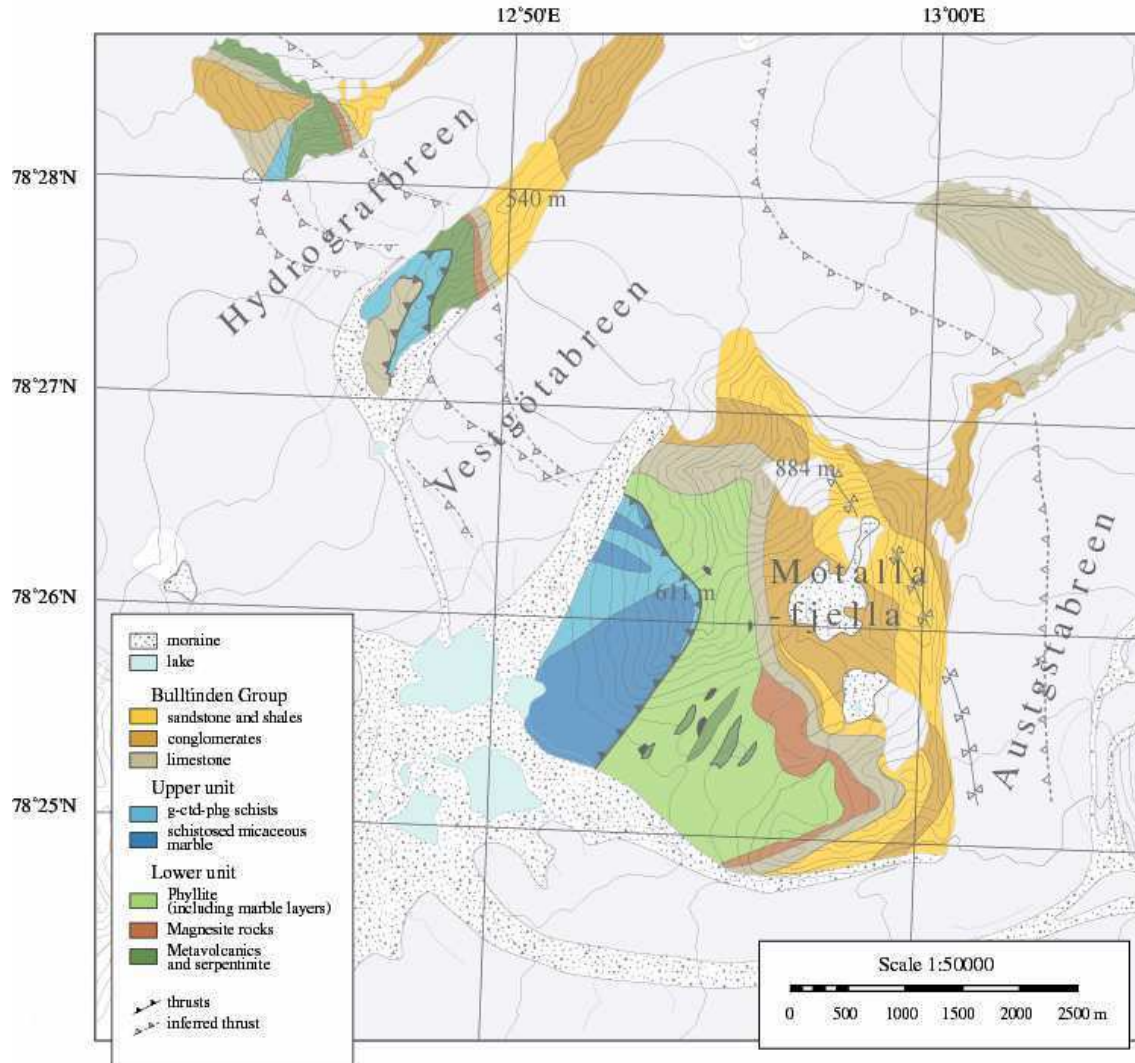 12°50'E
13°00'E
78°28'N
78°27'N
78°26'N
78°25'N
Hydrografbreen
540 m
Vestgötabreen
884 m
611 m
Motalla
-fjella
Austgstabreen
moraine
lake
Bulltinden Group
sandstone and shales
conglomerates
limestone
Upper unit
g-ctd-phg schists
schistosed micaceous
marble
Lower unit
Phyllite
(including marble layers)
Magnesite rocks
Metavolcanics
and serpentinite
thrusts
inferred thrust
Scale 1:50000
0 500 1000 1500 2000 2500 m